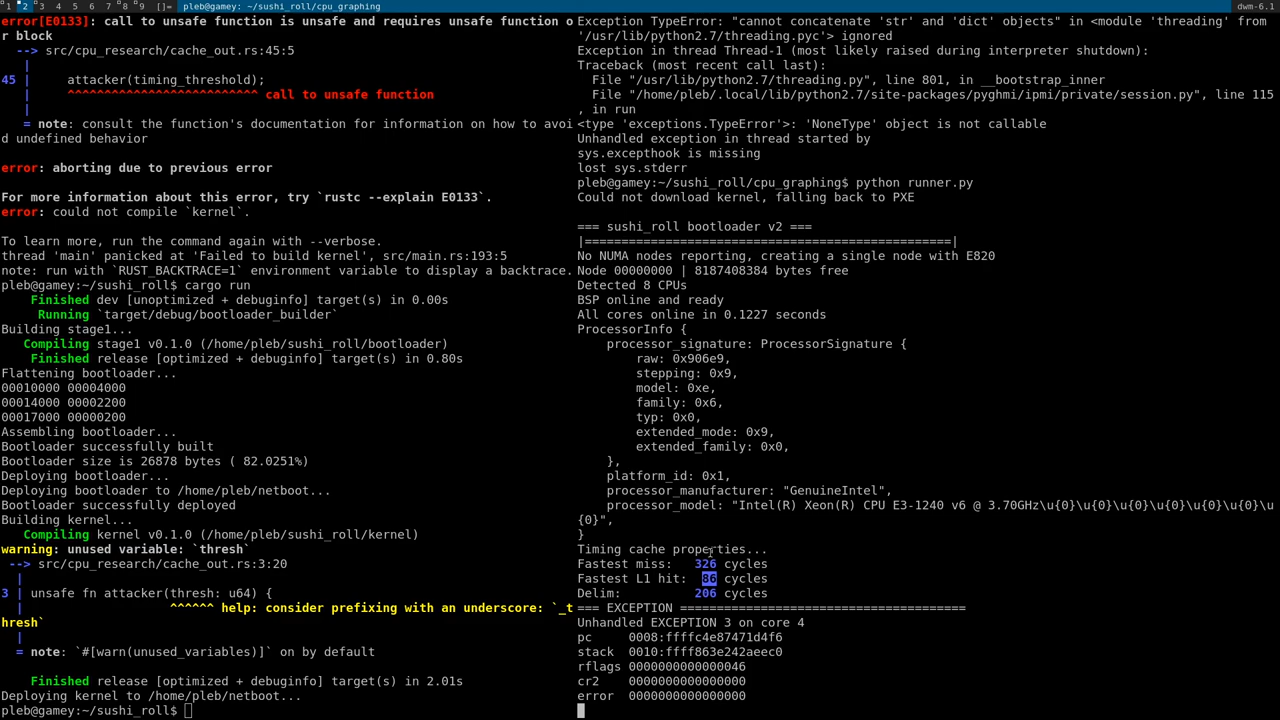 1 2 3 4 5 6 7 8 9 []= pleb@gamey: ~/sushi_roll/cpu_graphing dwm-6.1
error[E0133]: call to unsafe function is unsafe and requires unsafe function o
r block
--> src/cpu_research/cache_out.rs:45:5
|
45 | attacker(timing_threshold);
| ^^^^^^^^^^^^^^^^^^^^^^^^^^ call to unsafe function
|
= note: consult the function's documentation for information on how to avoi
d undefined behavior
error: aborting due to previous error
For more information about this error, try `rustc --explain E0133`.
error: could not compile `kernel`.
To learn more, run the command again with --verbose.
thread 'main' panicked at 'Failed to build kernel', src/main.rs:193:5
note: run with `RUST_BACKTRACE=1` environment variable to display a backtrace.
pleb@gamey:~/sushi_roll$ cargo run
Finished dev [unoptimized + debuginfo] target(s) in 0.00s
Running `target/debug/bootloader_builder`
Building stage1...
Compiling stage1 v0.1.0 (/home/pleb/sushi_roll/bootloader)
Finished release [optimized + debuginfo] target(s) in 0.80s
Flattening bootloader...
00010000 00004000
00014000 00002200
00017000 00000200
Assembling bootloader...
Bootloader successfully built
Bootloader size is 26878 bytes ( 82.0251%)
Deploying bootloader...
Deploying bootloader to /home/pleb/netboot...
Bootloader successfully deployed
Building kernel...
Compiling kernel v0.1.0 (/home/pleb/sushi_roll/kernel)
warning: unused variable: `thresh`
--> src/cpu_research/cache_out.rs:3:20
|
3 | unsafe fn attacker(thresh: u64) {
| ^^^^^^ help: consider prefixing with an underscore: `_t
hresh`
|
= note: `#[warn(unused_variables)]` on by default
Finished release [optimized + debuginfo] target(s) in 2.01s
Deploying kernel to /home/pleb/netboot...
pleb@gamey:~/sushi_roll$
Exception TypeError: "cannot concatenate 'str' and 'dict' objects" in <module 'threading' from
'/usr/lib/python2.7/threading.pyc'> ignored
Exception in thread Thread-1 (most likely raised during interpreter shutdown):
Traceback (most recent call last):
File "/usr/lib/python2.7/threading.py", line 801, in __bootstrap_inner
File "/home/pleb/.local/lib/python2.7/site-packages/pyghmi/ipmi/private/session.py", line 115
, in run
<type 'exceptions.TypeError'>: 'NoneType' object is not callable
Unhandled exception in thread started by
sys.excepthook is missing
lost sys.stderr
pleb@gamey:~/sushi_roll/cpu_graphing$ python runner.py
Could not download kernel, falling back to PXE
=== sushi_roll bootloader v2 ===
|==================================================|
No NUMA nodes reporting, creating a single node with E820
Node 00000000 | 8187408384 bytes free
Detected 8 CPUs
BSP online and ready
All cores online in 0.1227 seconds
ProcessorInfo {
processor_signature: ProcessorSignature {
raw: 0x906e9,
stepping: 0x9,
model: 0xe,
family: 0x6,
typ: 0x0,
extended_mode: 0x9,
extended_family: 0x0,
},
platform_id: 0x1,
processor_manufacturer: "GenuineIntel",
processor_model: "Intel(R) Xeon(R) CPU E3-1240 v6 @ 3.70GHz\u{0}\u{0}\u{0}\u{0}\u{0}\u{0}\u
{0}",
}
Timing cache properties...
Fastest miss: 326 cycles
Fastest L1 hit: 86 cycles
Delim: 206 cycles
=== EXCEPTION =======================================
Unhandled EXCEPTION 3 on core 4
pc 0008:ffffc4e87471d4f6
stack 0010:ffff863e242aeec0
rflags 0000000000000046
cr2 0000000000000000
error 0000000000000000